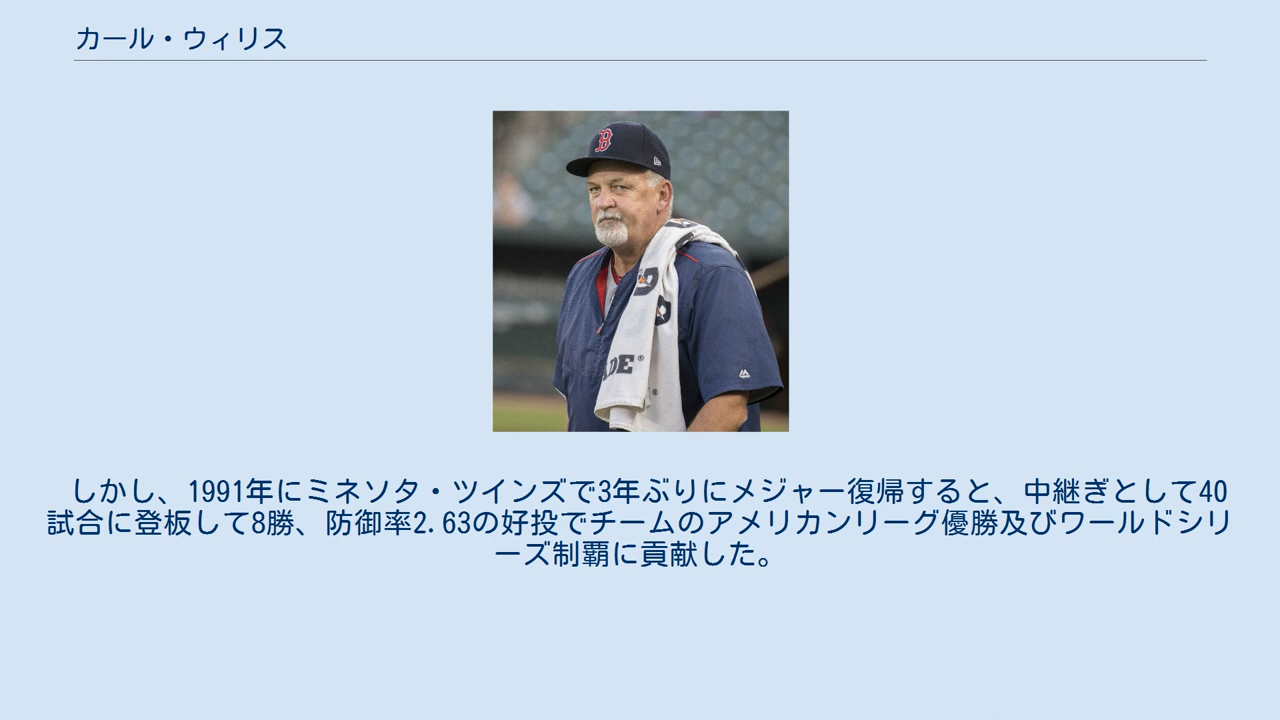 カール・ウィリス
B
ADE
しかし、1991年にミネソタ・ツインズで3年ぶりにメジャー復帰すると、中継ぎとして40
試合に登板して8勝、防御率2.63の好投でチームのアメリカンリーグ優勝及びワールドシリ
ーズ制覇に貢献した。